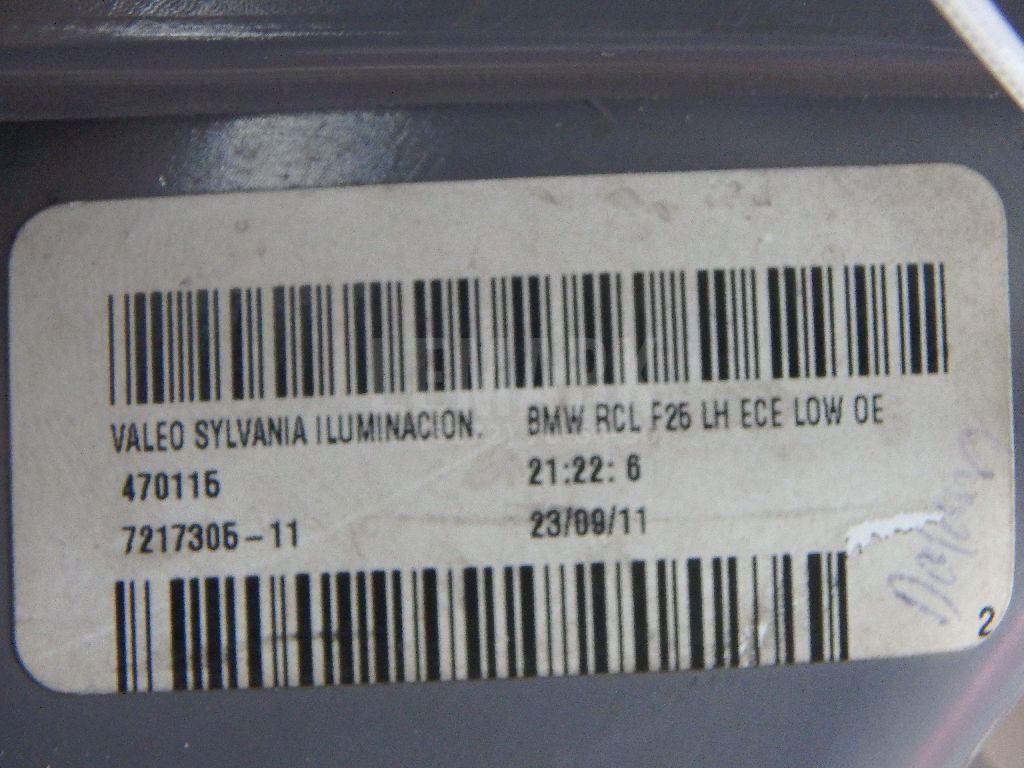 VALEO SYLVANIA ILUMINACION. BMW RCL F25 LH ECE LOW OE
470115 21:22: 6
7217305-11 23/09/11
2